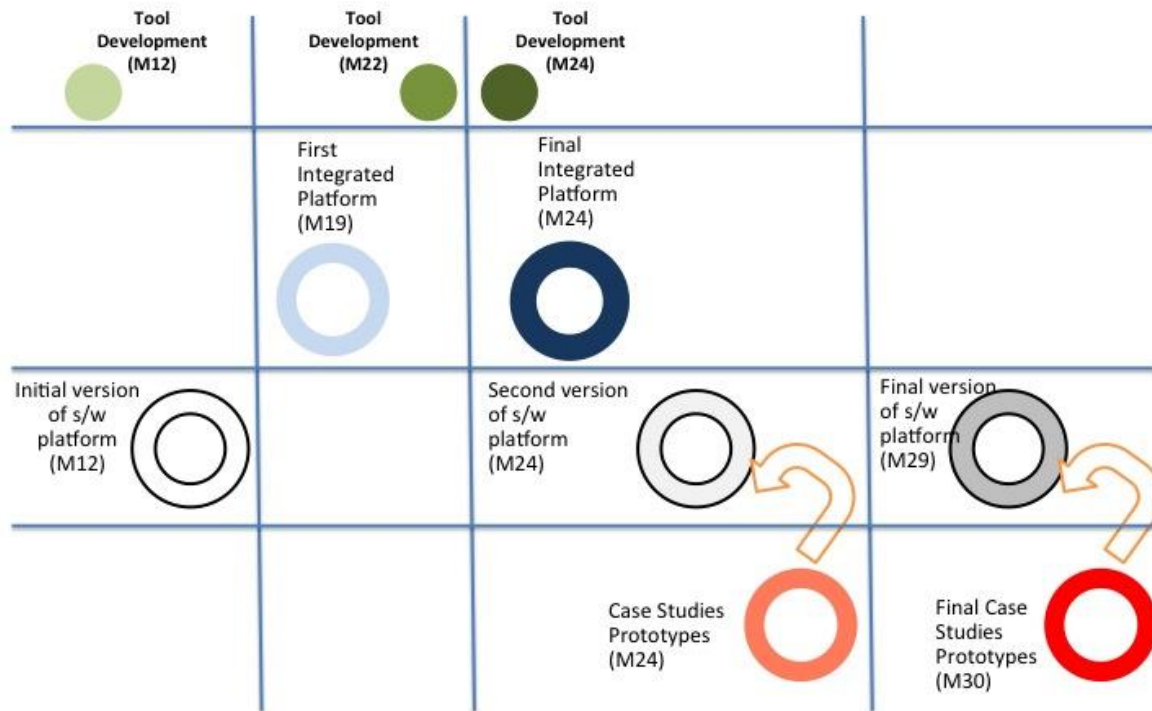 Tool
Development
(M12)
Tool
Development
(M22)
Tool
Development
(M24)
First
Integrated
Platform
(M19)
Final
Integrated
Platform
(M24)
Initial version
of s/w
platform
(M12)
Second version
of s/w
platform
(M24)
Final version
of s/w
platform
(M29)
Case Studies
Prototypes
(M24)
Final Case
Studies
Prototypes
(M30)